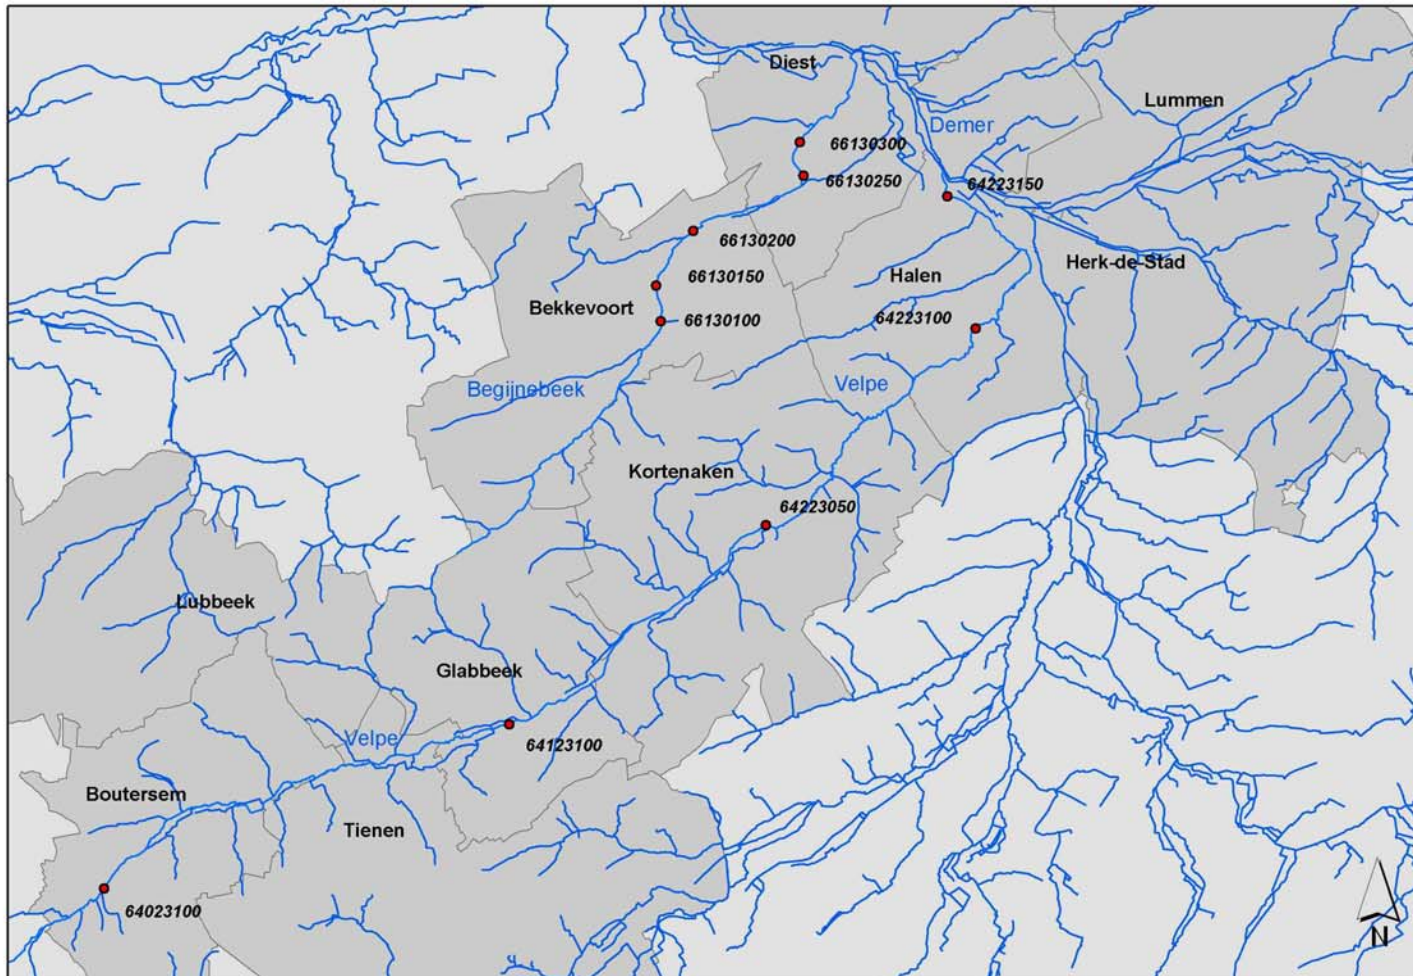 Diest
Lummen
Demer
66130300
66130250
64223150
66130200
Herk-de-Stad
Halen
66130150
Bekkevoort
64223100
66130100
Begijnebeek
Velpe
Kortenaken
64223050
Lubbeek
Glabbeek
Velpe
64123100
Boutersem
Tienen
64023100
N